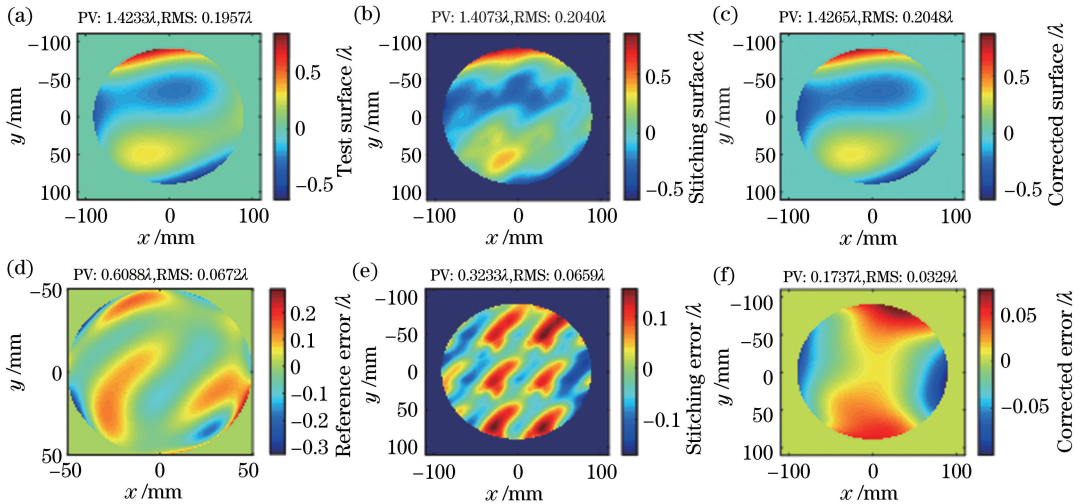 (a)
PV: 1.4233λ,RMS: 0.1957λ
−100
−50
0
50
100
y /mm
−100
0
100
x /mm
0.5
0
−0.5
Test surface /λ
(b)
PV: 1.4073λ,RMS: 0.2040λ
−100
−50
0
50
100
y /mm
−100
0
100
x /mm
0.5
0
−0.5
Stitching surface /λ
(c)
PV: 1.4265λ,RMS: 0.2048λ
−100
−50
0
50
100
y /mm
−100
0
100
x /mm
0.5
0
−0.5
Corrected surface /λ
(d)
PV: 0.6088λ,RMS: 0.0672λ
−50
0
50
y /mm
−50
0
50
x /mm
0.2
0.1
0
−0.1
−0.2
−0.3
Reference error /λ
(e)
PV: 0.3233λ,RMS: 0.0659λ
−100
−50
0
50
100
y /mm
−100
0
100
x /mm
0.1
0
−0.1
Stitching error /λ
(f)
PV: 0.1737λ,RMS: 0.0329λ
−100
−50
0
50
100
y /mm
−100
0
100
x /mm
0.05
0
−0.05
Corrected error /λ